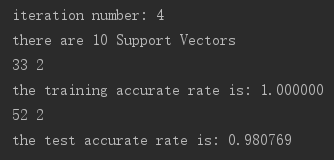 iteration number: 4
there are 10 Support Vectors
33 2
the training accurate rate is: 1.000000
52 2
the test accurate rate is: 0.980769